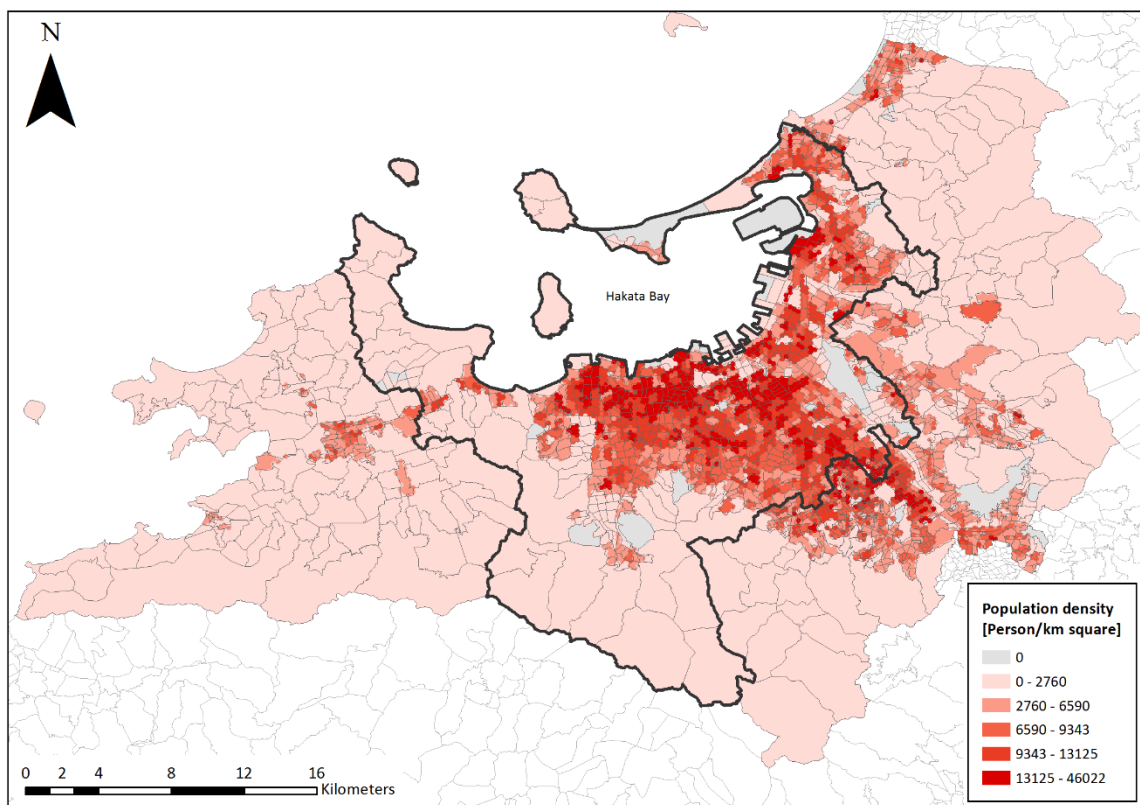 N
Hakata Bay
Population density
[Person/km square]
0
0 - 2760
2760 - 6590
6590 - 9343
9343 - 13125
13125 - 46022
0 2 4 8 12 16
Kilometers